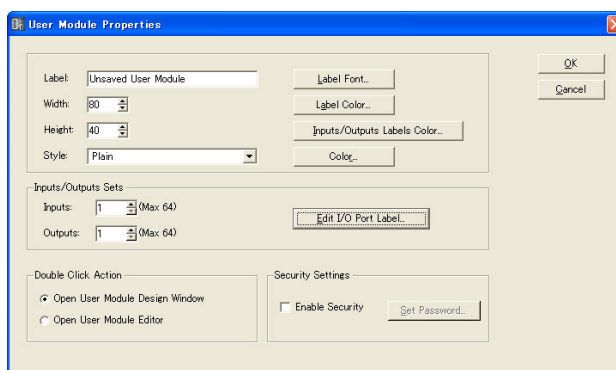 User Module Properties
Label: Unsaved User Module Label Font... OK
Width: 80 Label Color... Cancel
Height: 40 Inputs/Outputs Labels Color...
Style: Plain Color...
Inputs/Outputs Sets
Inputs: 1 (Max 64) Edit I/O Port Label...
Outputs: 1 (Max 64)
Double Click Action Security Settings
Open User Module Design Window Enable Security Set Password...
Open User Module Editor